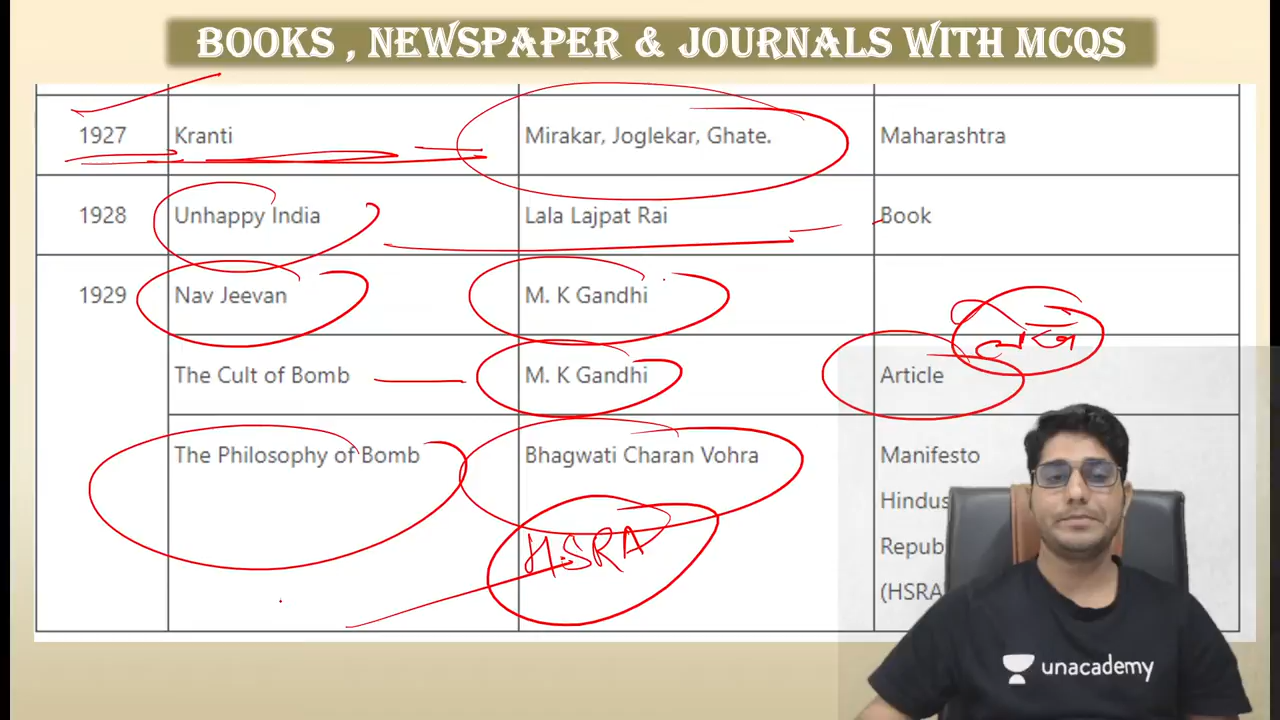 BOOKS , NEWSPAPER & JOURNALS WITH MCQS
1927 Kranti Mirakar, Joglekar, Ghate. Maharashtra
1928 Unhappy India Lala Lajpat Rai Book
1929 Nav Jeevan M. K Gandhi
The Cult of Bomb M. K Gandhi Article
The Philosophy of Bomb Bhagwati Charan Vohra Manifesto
HSRA
(HSRA
unacademy